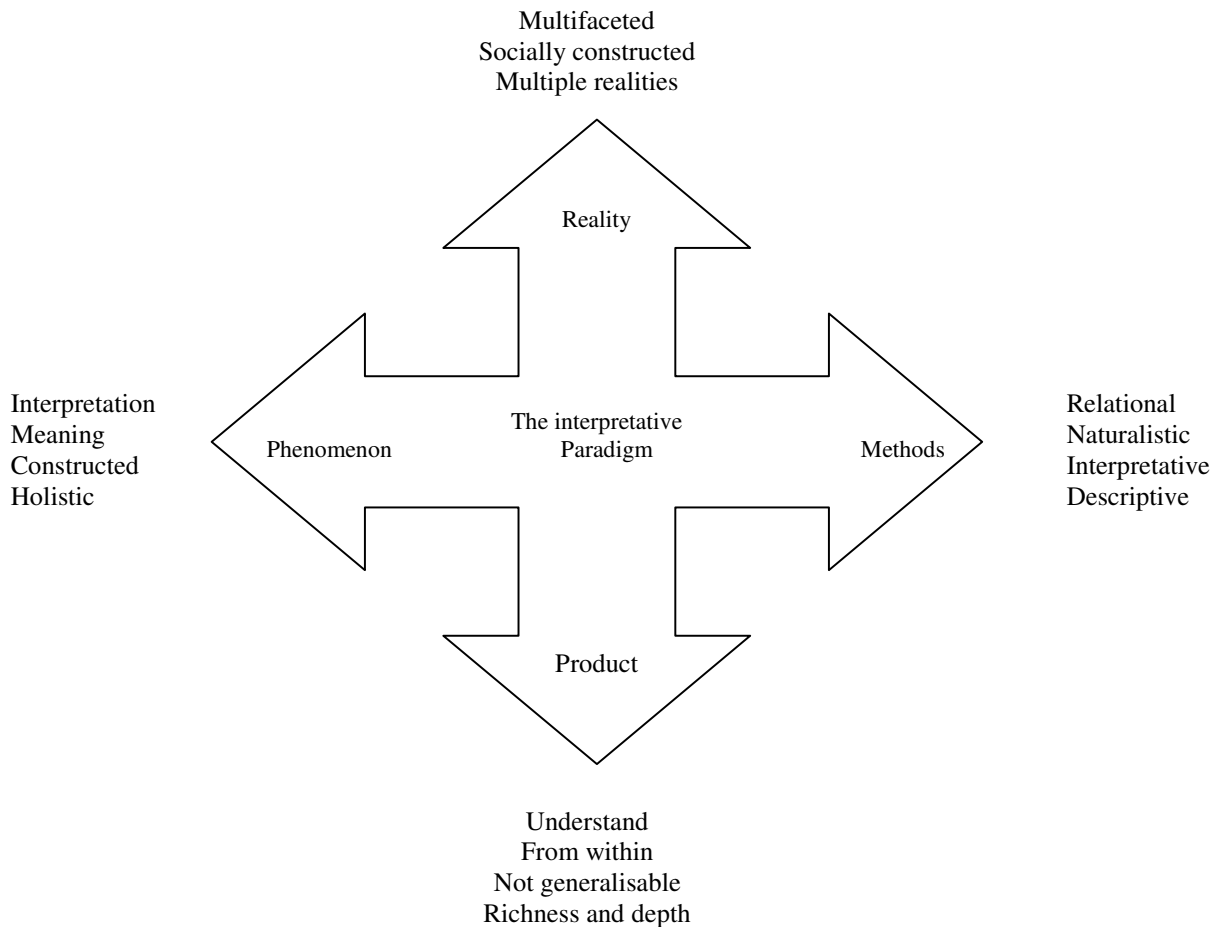 Multifaceted
Socially constructed
Multiple realities
Reality
Interpretation
Meaning
Constructed
Holistic
Phenomenon
The interpretative
Paradigm
Methods
Relational
Naturalistic
Interpretative
Descriptive
Product
Understand
From within
Not generalisable
Richness and depth